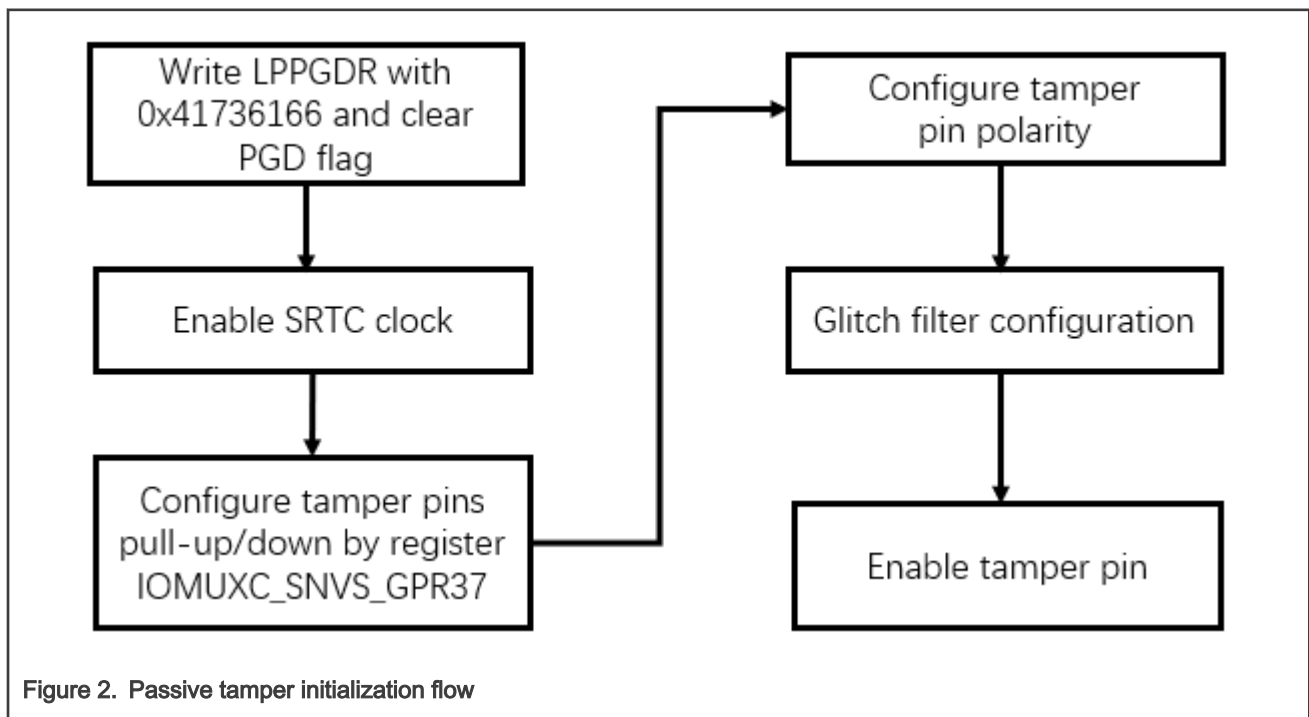 Write LPPGDR with
0x41736166 and clear
PGD flag
Enable SRTC clock
Configure tamper pins
pull-up/down by register
IOMUXC_SNVS_GPR37
Configure tamper
pin polarity
Glitch filter configuration
Enable tamper pin
Figure 2. Passive tamper initialization flow